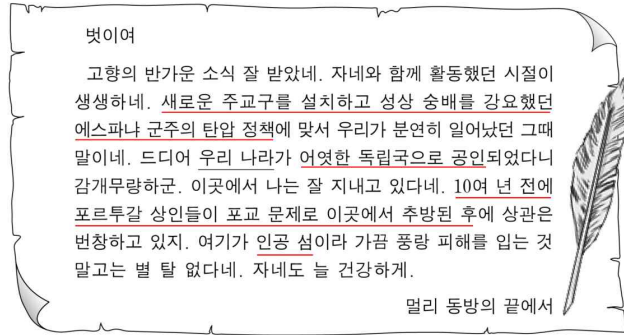 벗이여
고향의 반가운 소식 잘 받았네. 자네와 함께 활동했던 시절이
생생하네. 새로운 주교구를 설치하고 성상 숭배를 강요했던
에스파냐 군주의 탄압 정책에 맞서 우리가 분연히 일어났던 그때
말이네. 드디어 우리 나라가 어엿한 독립국으로 공인되었다니
감개무량하군. 이곳에서 나는 잘 지내고 있다네. 10여 년 전에
포르투갈 상인들이 포교 문제로 이곳에서 추방된 후에 상관은
번창하고 있지. 여기가 인공 섬이라 가끔 풍랑 피해를 입는 것
말고는 별 탈 없다네. 자네도 늘 건강하게.
멀리 동방의 끝에서